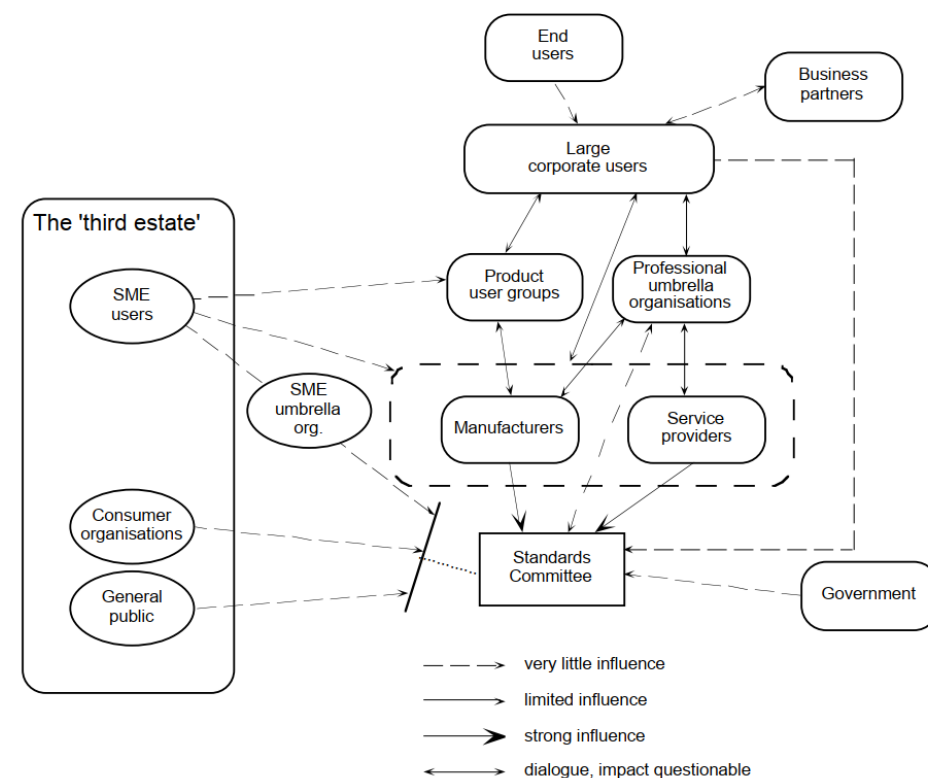 End
users
Business
partners
Large
corporate users
The 'third estate'
SME
users
Product
user groups
Professional
umbrella
organisations
SME
umbrella
org.
Manufacturers
Service
providers
Consumer
organisations
General
public
Standards
Committee
Government
very little influence
limited influence
strong influence
dialogue, impact questionable